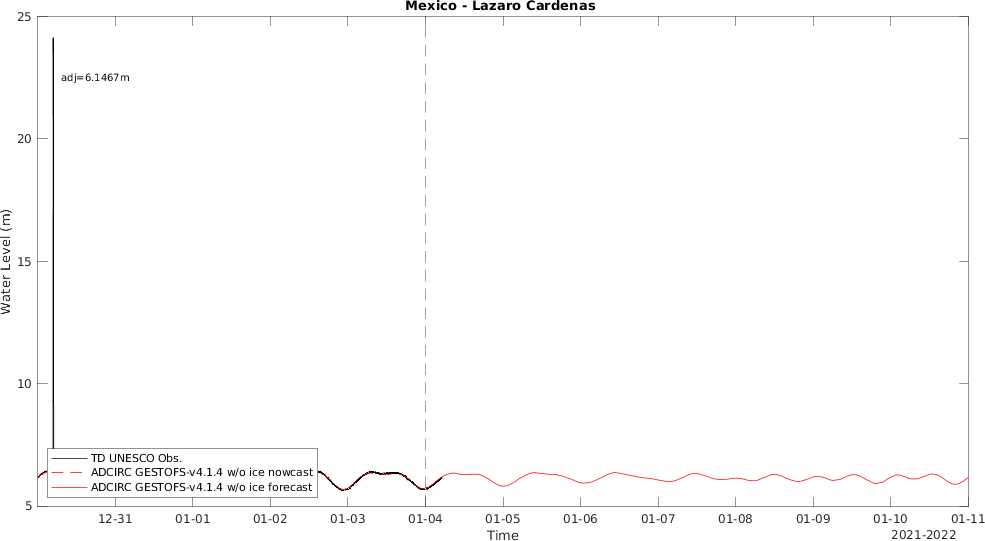 Mexico - Lazaro Cardenas
25
adj=6.1467m
20
15
Water Level (m)
10
TD UNESCO Obs.
ADCIRC GESTOFS-v4.1.4 w/o ice nowcast
ADCIRC GESTOFS-v4.1.4 w/o ice forecast
5
12-31 01-01 01-02 01-03 01-04 01-05 01-06 01-07 01-08 01-09 01-10 01-11
Time
2021-2022